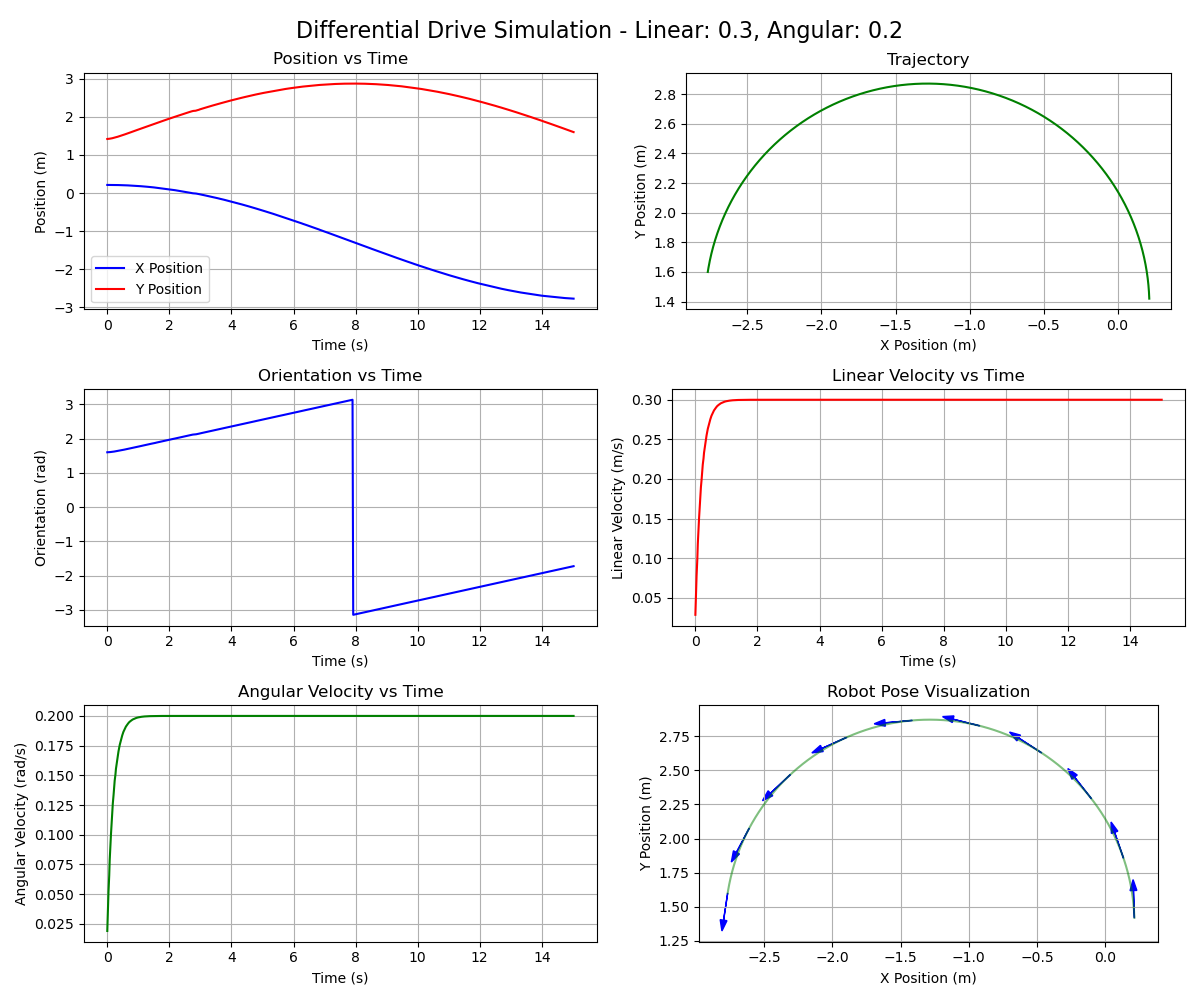 Differential Drive Simulation - Linear: 0.3, Angular: 0.2
Position vs Time
Position (m)
3
2
1
0
−1
−2
−3
X Position
Y Position
0 2 4 6 8 10 12 14
Time (s)
Trajectory
Y Position (m)
2.8
2.6
2.4
2.2
2.0
1.8
1.6
1.4
−2.5 −2.0 −1.5 −1.0 −0.5 0.0
X Position (m)
Orientation vs Time
Orientation (rad)
3
2
1
0
−1
−2
−3
0 2 4 6 8 10 12 14
Time (s)
Linear Velocity vs Time
Linear Velocity (m/s)
0.30
0.25
0.20
0.15
0.10
0.05
0 2 4 6 8 10 12 14
Time (s)
Angular Velocity vs Time
Angular Velocity (rad/s)
0.200
0.175
0.150
0.125
0.100
0.075
0.050
0.025
0 2 4 6 8 10 12 14
Time (s)
Robot Pose Visualization
Y Position (m)
2.75
2.50
2.25
2.00
1.75
1.50
1.25
−2.5 −2.0 −1.5 −1.0 −0.5 0.0
X Position (m)